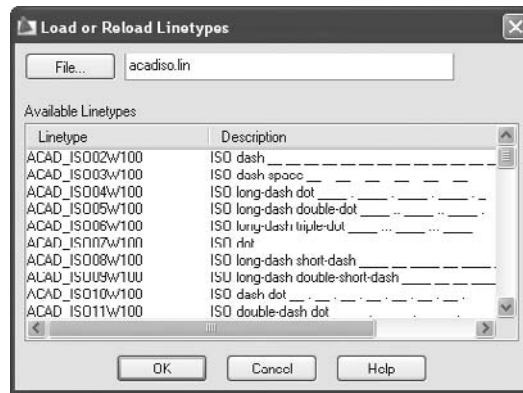 Load or Reload Linetypes
File... acadiso.lin
Available Linetypes
Linetype Description
ACAD_ISO02W100 ISO dash
ACAD_ISO03W100 ISO dash space
ACAD_ISO04W100 ISO long-dash dot
ACAD_ISO05W100 ISO long-dash double-dot
ACAD_ISO06W100 ISO long-dash triple-dot
ACAD_ISO07W100 ISO dot
ACAD_ISO08W100 ISO long-dash short-dash
ACAD_ISO09W100 ISO long-dash double-short-dash
ACAD_ISO10W100 ISO dash dot
ACAD_ISO11W100 ISO double-dash dot
OK Cancel Help